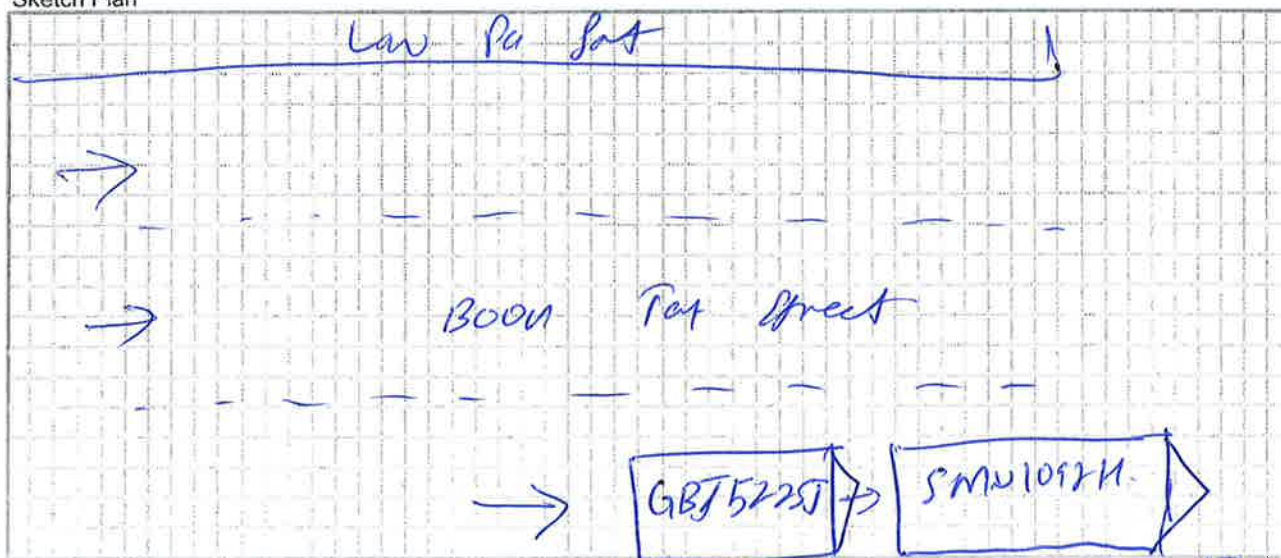 Sketch Plan
Lau Pa Sat
Boon Tat Street
GBJ5225J
SMN1092H.